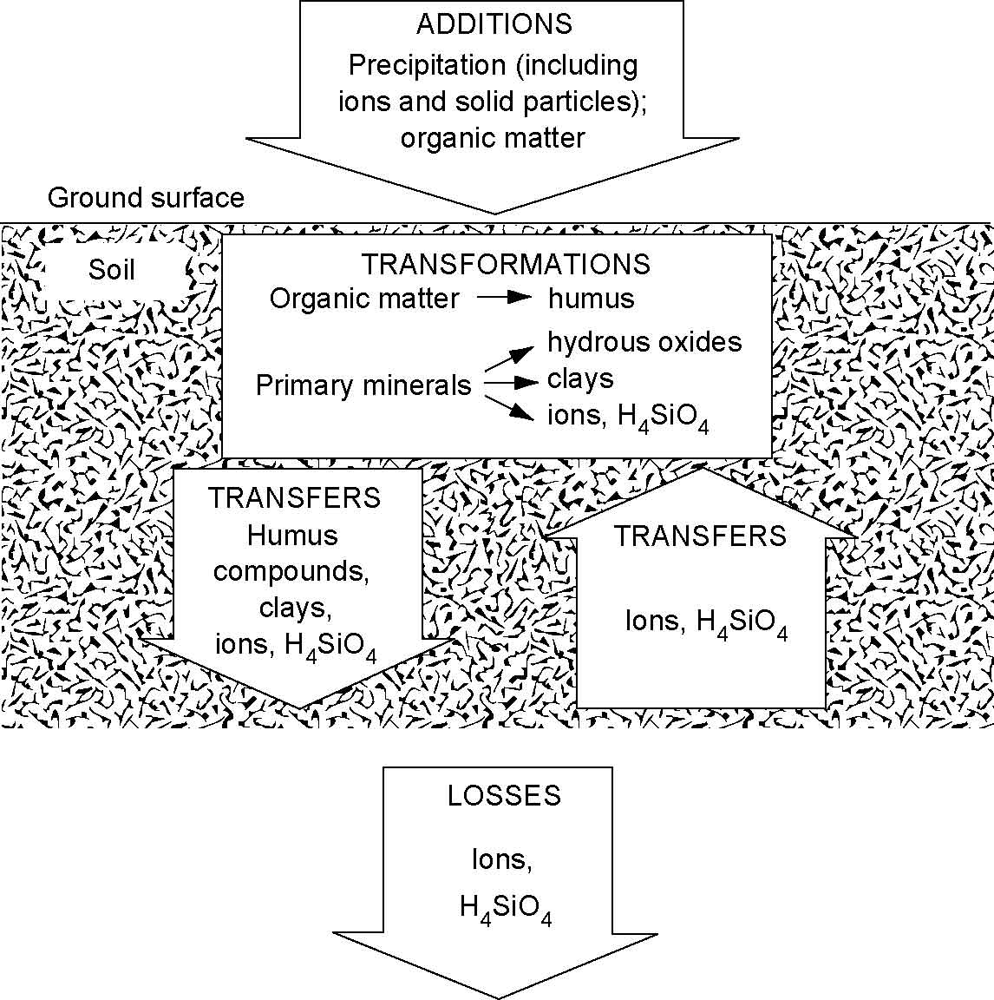 ADDITIONS
Precipitation (including
ions and solid particles);
organic matter
Ground surface
Soil
TRANSFORMATIONS
Organic matter → humus
hydrous oxides
Primary minerals → clays
ions, H₄SiO₄
TRANSFERS
Humus
compounds,
clays,
ions, H₄SiO₄
TRANSFERS
Ions, H₄SiO₄
LOSSES
Ions,
H₄SiO₄